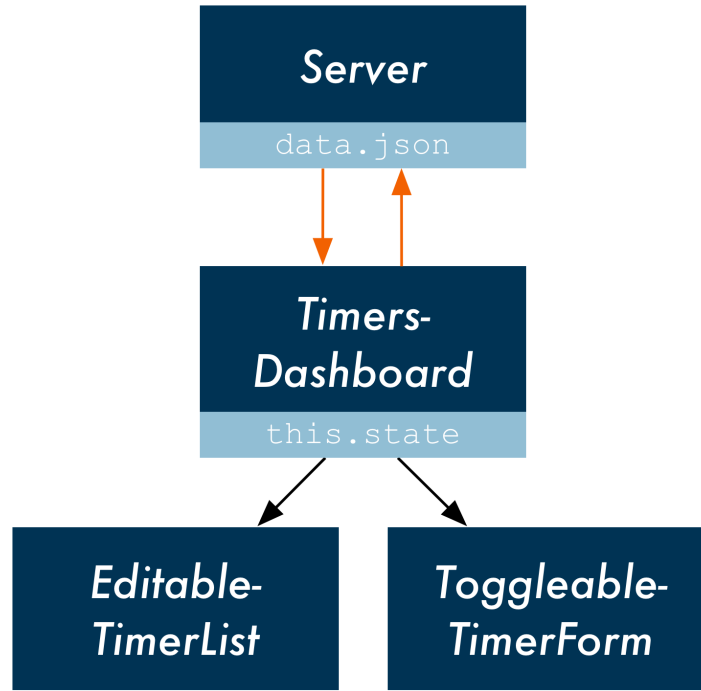 Server
data.json
Timers-
Dashboard
this.state
Editable-
TimerList
Toggleable-
TimerForm